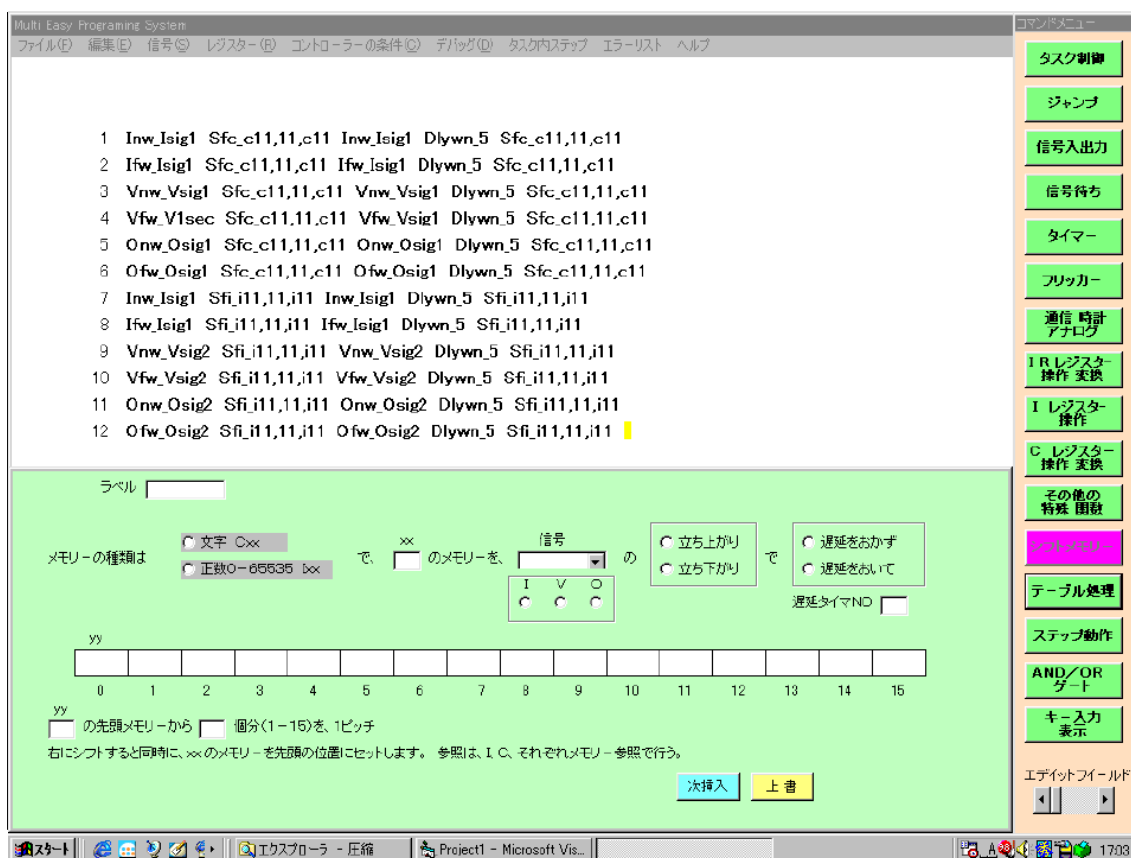 Multi Easy Programing System
ファイル(F) 編集(E) 信号(S) レジスター(R) コントローラーの条件(C) デバッグ(D) タスク内ステップ エラーリスト ヘルプ
1 Inw_Isig1 Sfc_c11,11,c11 Inw_Isig1 Dlywn_5 Sfc_c11,11,c11
2 Ifw_Isig1 Sfc_c11,11,c11 Ifw_Isig1 Dlywn_5 Sfc_c11,11,c11
3 Vnw_Vsig1 Sfc_c11,11,c11 Vnw_Vsig1 Dlywn_5 Sfc_c11,11,c11
4 Vfw_V1sec Sfc_c11,11,c11 Vfw_Vsig1 Dlywn_5 Sfc_c11,11,c11
5 Onw_Osig1 Sfc_c11,11,c11 Onw_Osig1 Dlywn_5 Sfc_c11,11,c11
6 Ofw_Osig1 Sfc_c11,11,c11 Ofw_Osig1 Dlywn_5 Sfc_c11,11,c11
7 Inw_Isig1 Sfi_i11,11,i11 Inw_Isig1 Dlywn_5 Sfi_i11,11,i11
8 Ifw_Isig1 Sfi_i11,11,i11 Ifw_Isig1 Dlywn_5 Sfi_i11,11,i11
9 Vnw_Vsig2 Sfi_i11,11,i11 Vnw_Vsig2 Dlywn_5 Sfi_i11,11,i11
10 Vfw_Vsig2 Sfi_i11,11,i11 Vfw_Vsig2 Dlywn_5 Sfi_i11,11,i11
11 Onw_Osig2 Sfi_i11,11,i11 Onw_Osig2 Dlywn_5 Sfi_i11,11,i11
12 Ofw_Osig2 Sfi_i11,11,i11 Ofw_Osig2 Dlywn_5 Sfi_i11,11,i11
ラベル
メモリーの種類は
文字 Cxx
正数0-65535 Ixx
で、
xx
のメモリーを、
信号
I V O
の
立ち上がり
立ち下がり
で
遅延をおかず
遅延をおいて
遅延タイマNO
yy
0 1 2 3 4 5 6 7 8 9 10 11 12 13 14 15
yy
の先頭メモリーから 個分(1-15)を、1ピッチ
右にシフトすると同時に、xxのメモリーを先頭の位置にセットします。 参照は、I C、それぞれメモリー参照で行う。
次挿入 上書
コマンドメニュー
タスク制御
ジャンプ
信号入出力
信号待ち
タイマー
フリッカー
通信 時計
アナログ
I R レジスター
操作 変換
I レジスター
操作
C レジスター
操作 変換
その他の
特殊 関数
シフトメモリー
テーブル処理
ステップ動作
AND/OR
ゲート
キー入力
表示
エディットフイールド
スタート エクスプローラ - 圧縮 Project1 - Microsoft Vis... A 17:03